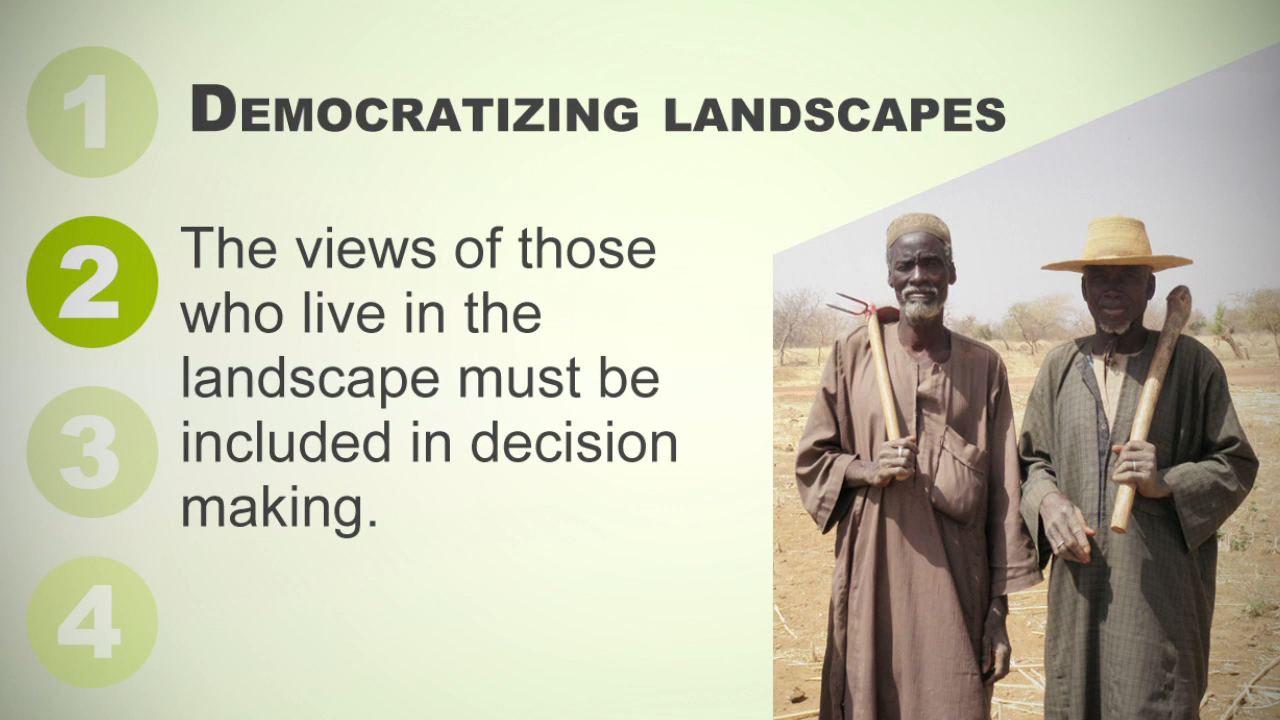 1
DEMOCRATIZING LANDSCAPES
2
The views of those
who live in the
landscape must be
included in decision
making.
3
4